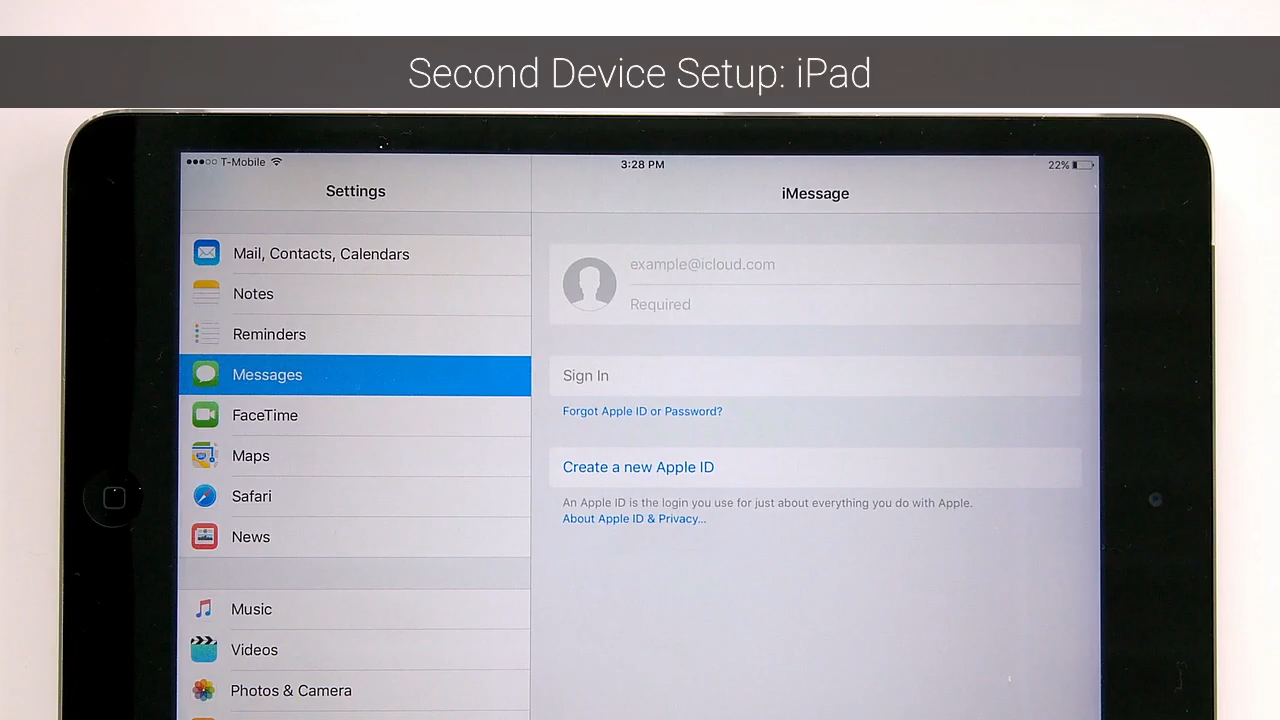 Second Device Setup: iPad
T-Mobile
3:28 PM
22%
Settings
iMessage
Mail, Contacts, Calendars
Notes
Reminders
Messages
FaceTime
Maps
Safari
News
Music
Videos
Photos & Camera
example@icloud.com
Required
Sign In
Forgot Apple ID or Password?
Create a new Apple ID
An Apple ID is the login you use for just about everything you do with Apple.
About Apple ID & Privacy...